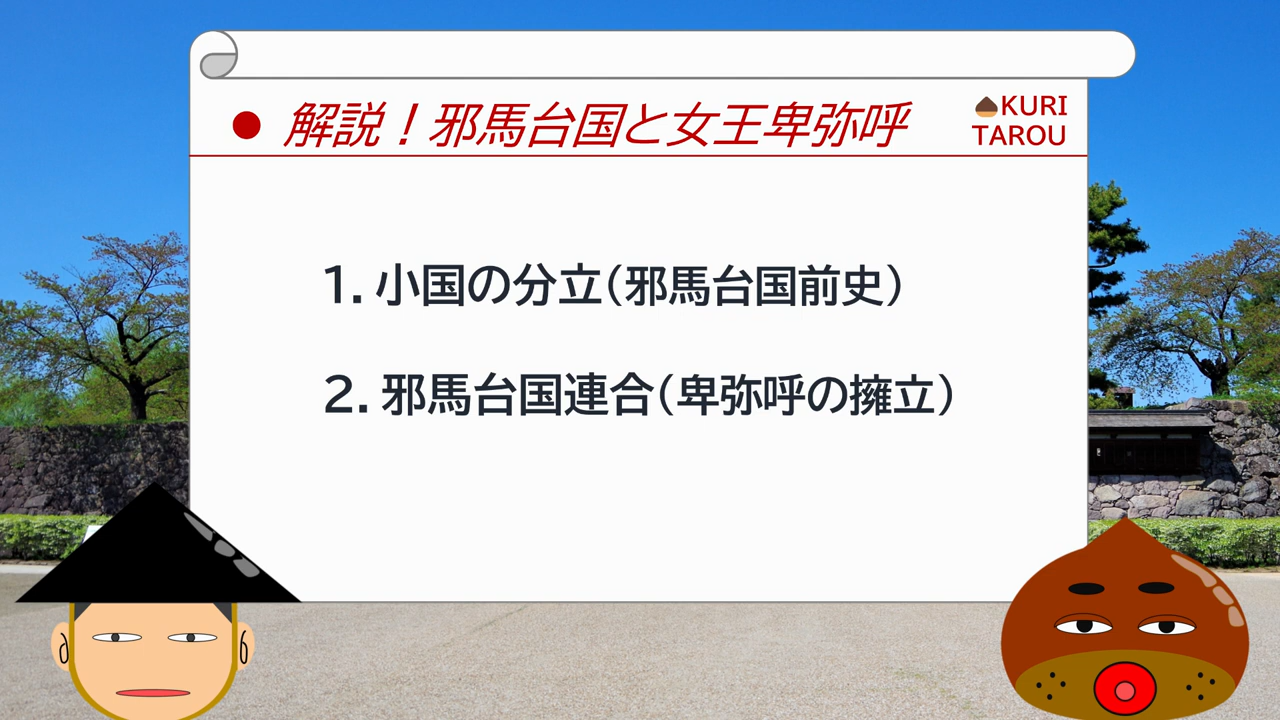 ● 解説！邪馬台国と女王卑弥呼
KURI
TAROU
1. 小国の分立(邪馬台国前史)
2. 邪馬台国連合(卑弥呼の擁立)